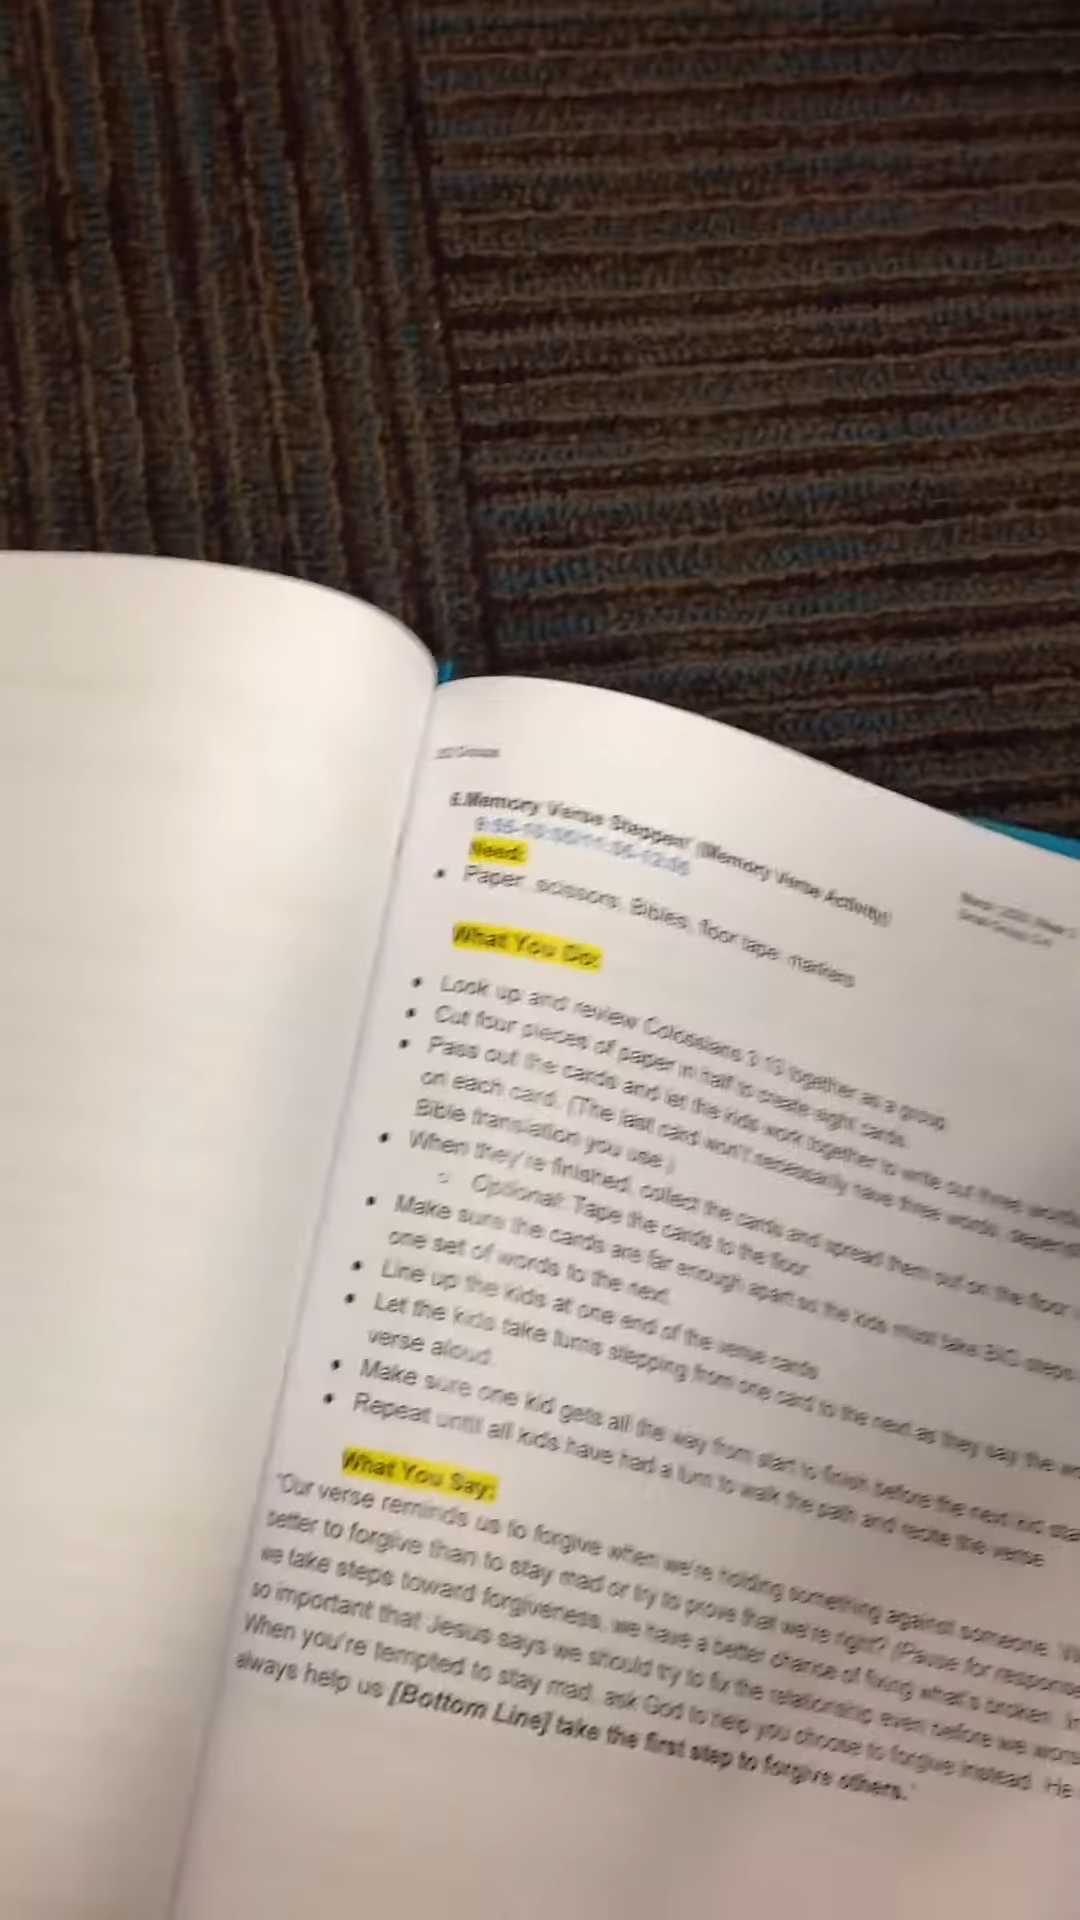 Memory Verse Steppen' (Memory Verse Activity)
Need:
• Paper, scissors, Bibles, floor tape, markers
What You Do:
• Look up and review Colossians 3:13 together as a group.
• Cut four pieces of paper in half to create eight cards.
• Pass out the cards and let the kids work together to write out three words
on each card. (The last card won't necessarily have three words,
Bible translation you use.)
• When they're finished, collect the cards and spread them out on the floor
○ Optional: Tape the cards to the floor.
• Make sure the cards are far enough apart so the kids must take BIG steps
one set of words to the next.
• Line up the kids at one end of the verse cards.
• Let the kids take turns stepping from one card to the next as they say the
verse aloud.
• Make sure one kid gets all the way from start to finish before the next kid
• Repeat until all kids have had a turn to walk the path and recite the verse.
What You Say:
"Our verse reminds us to forgive when we're holding something against someone.
better to forgive than to stay mad or try to prove that we're right? (Pause for response
we take steps toward forgiveness, we have a better chance of fixing what's broken.
so important that Jesus says we should try to fix the relationship even before we
When you're tempted to stay mad, ask God to help you choose to forgive instead. He
always help us [Bottom Line] take the first step to forgive others."